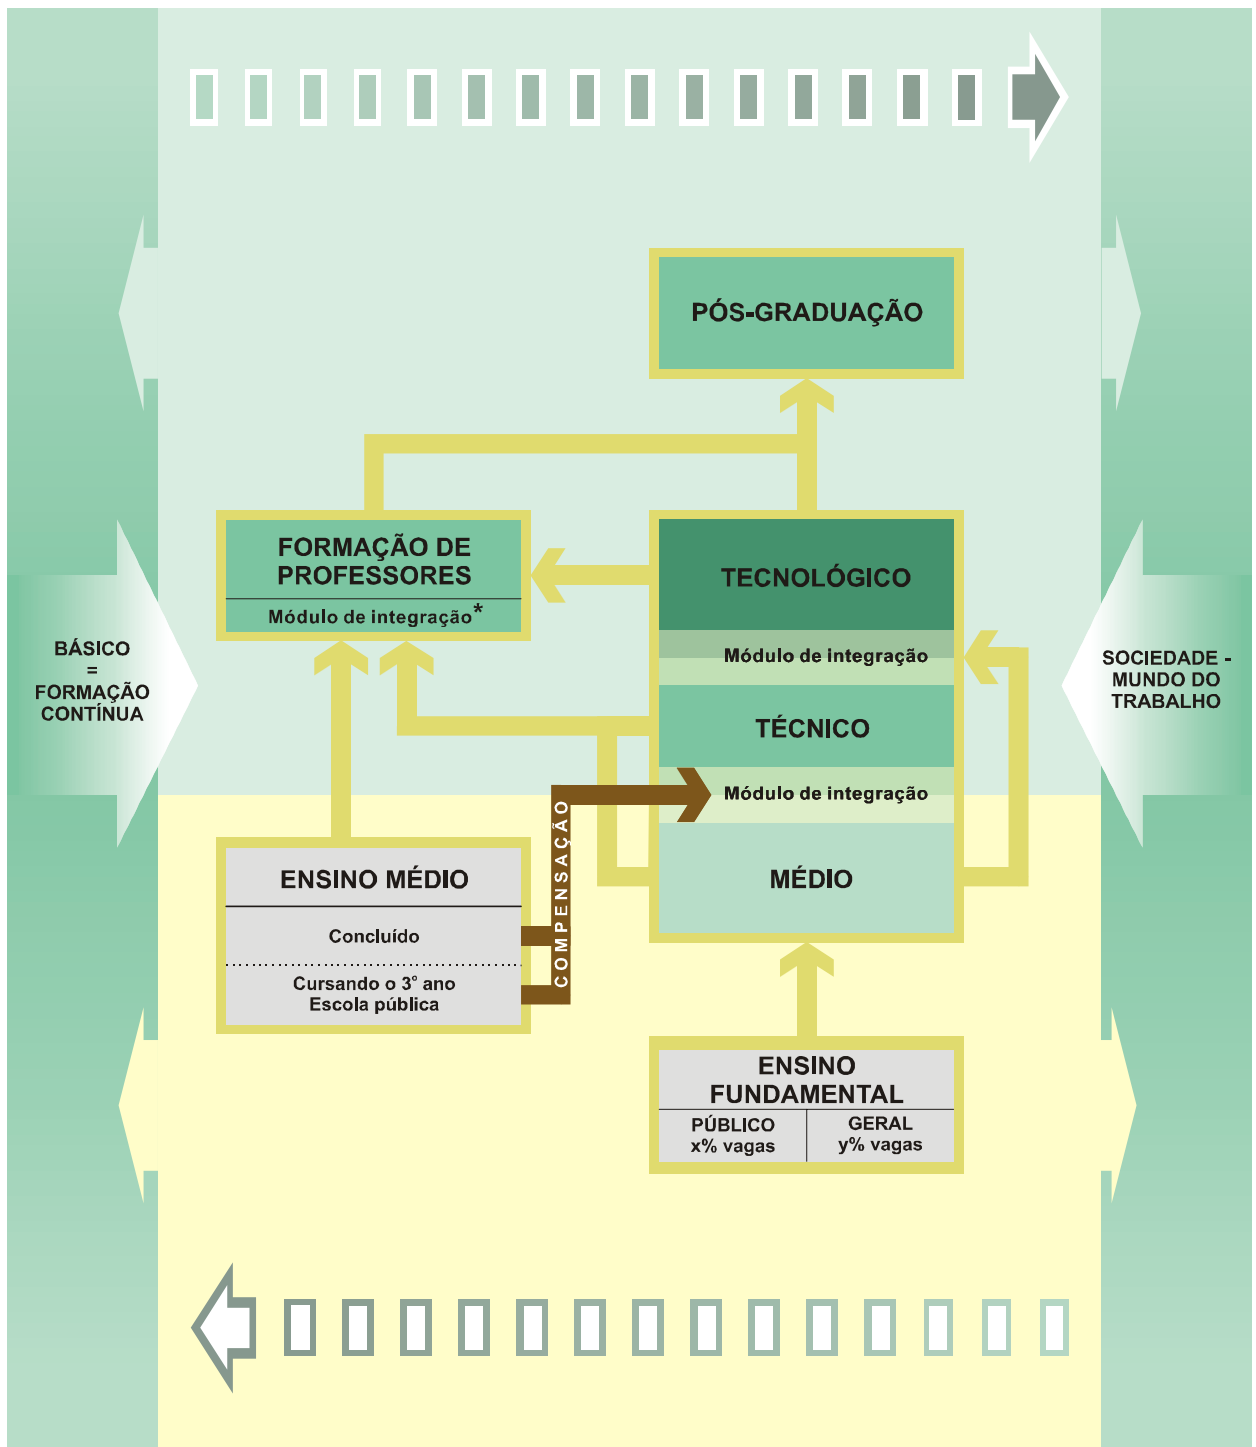 PÓS-GRADUAÇÃO
FORMAÇÃO DE
PROFESSORES
Módulo de integração*
TECNOLÓGICO
Módulo de integração
TÉCNICO
Módulo de integração
MÉDIO
BÁSICO
=
FORMAÇÃO
CONTÍNUA
SOCIEDADE -
MUNDO DO
TRABALHO
ENSINO MÉDIO
Concluído
Cursando o 3° ano
Escola pública
COMPENSAÇÃO
ENSINO
FUNDAMENTAL
PÚBLICO
x% vagas
GERAL
y% vagas